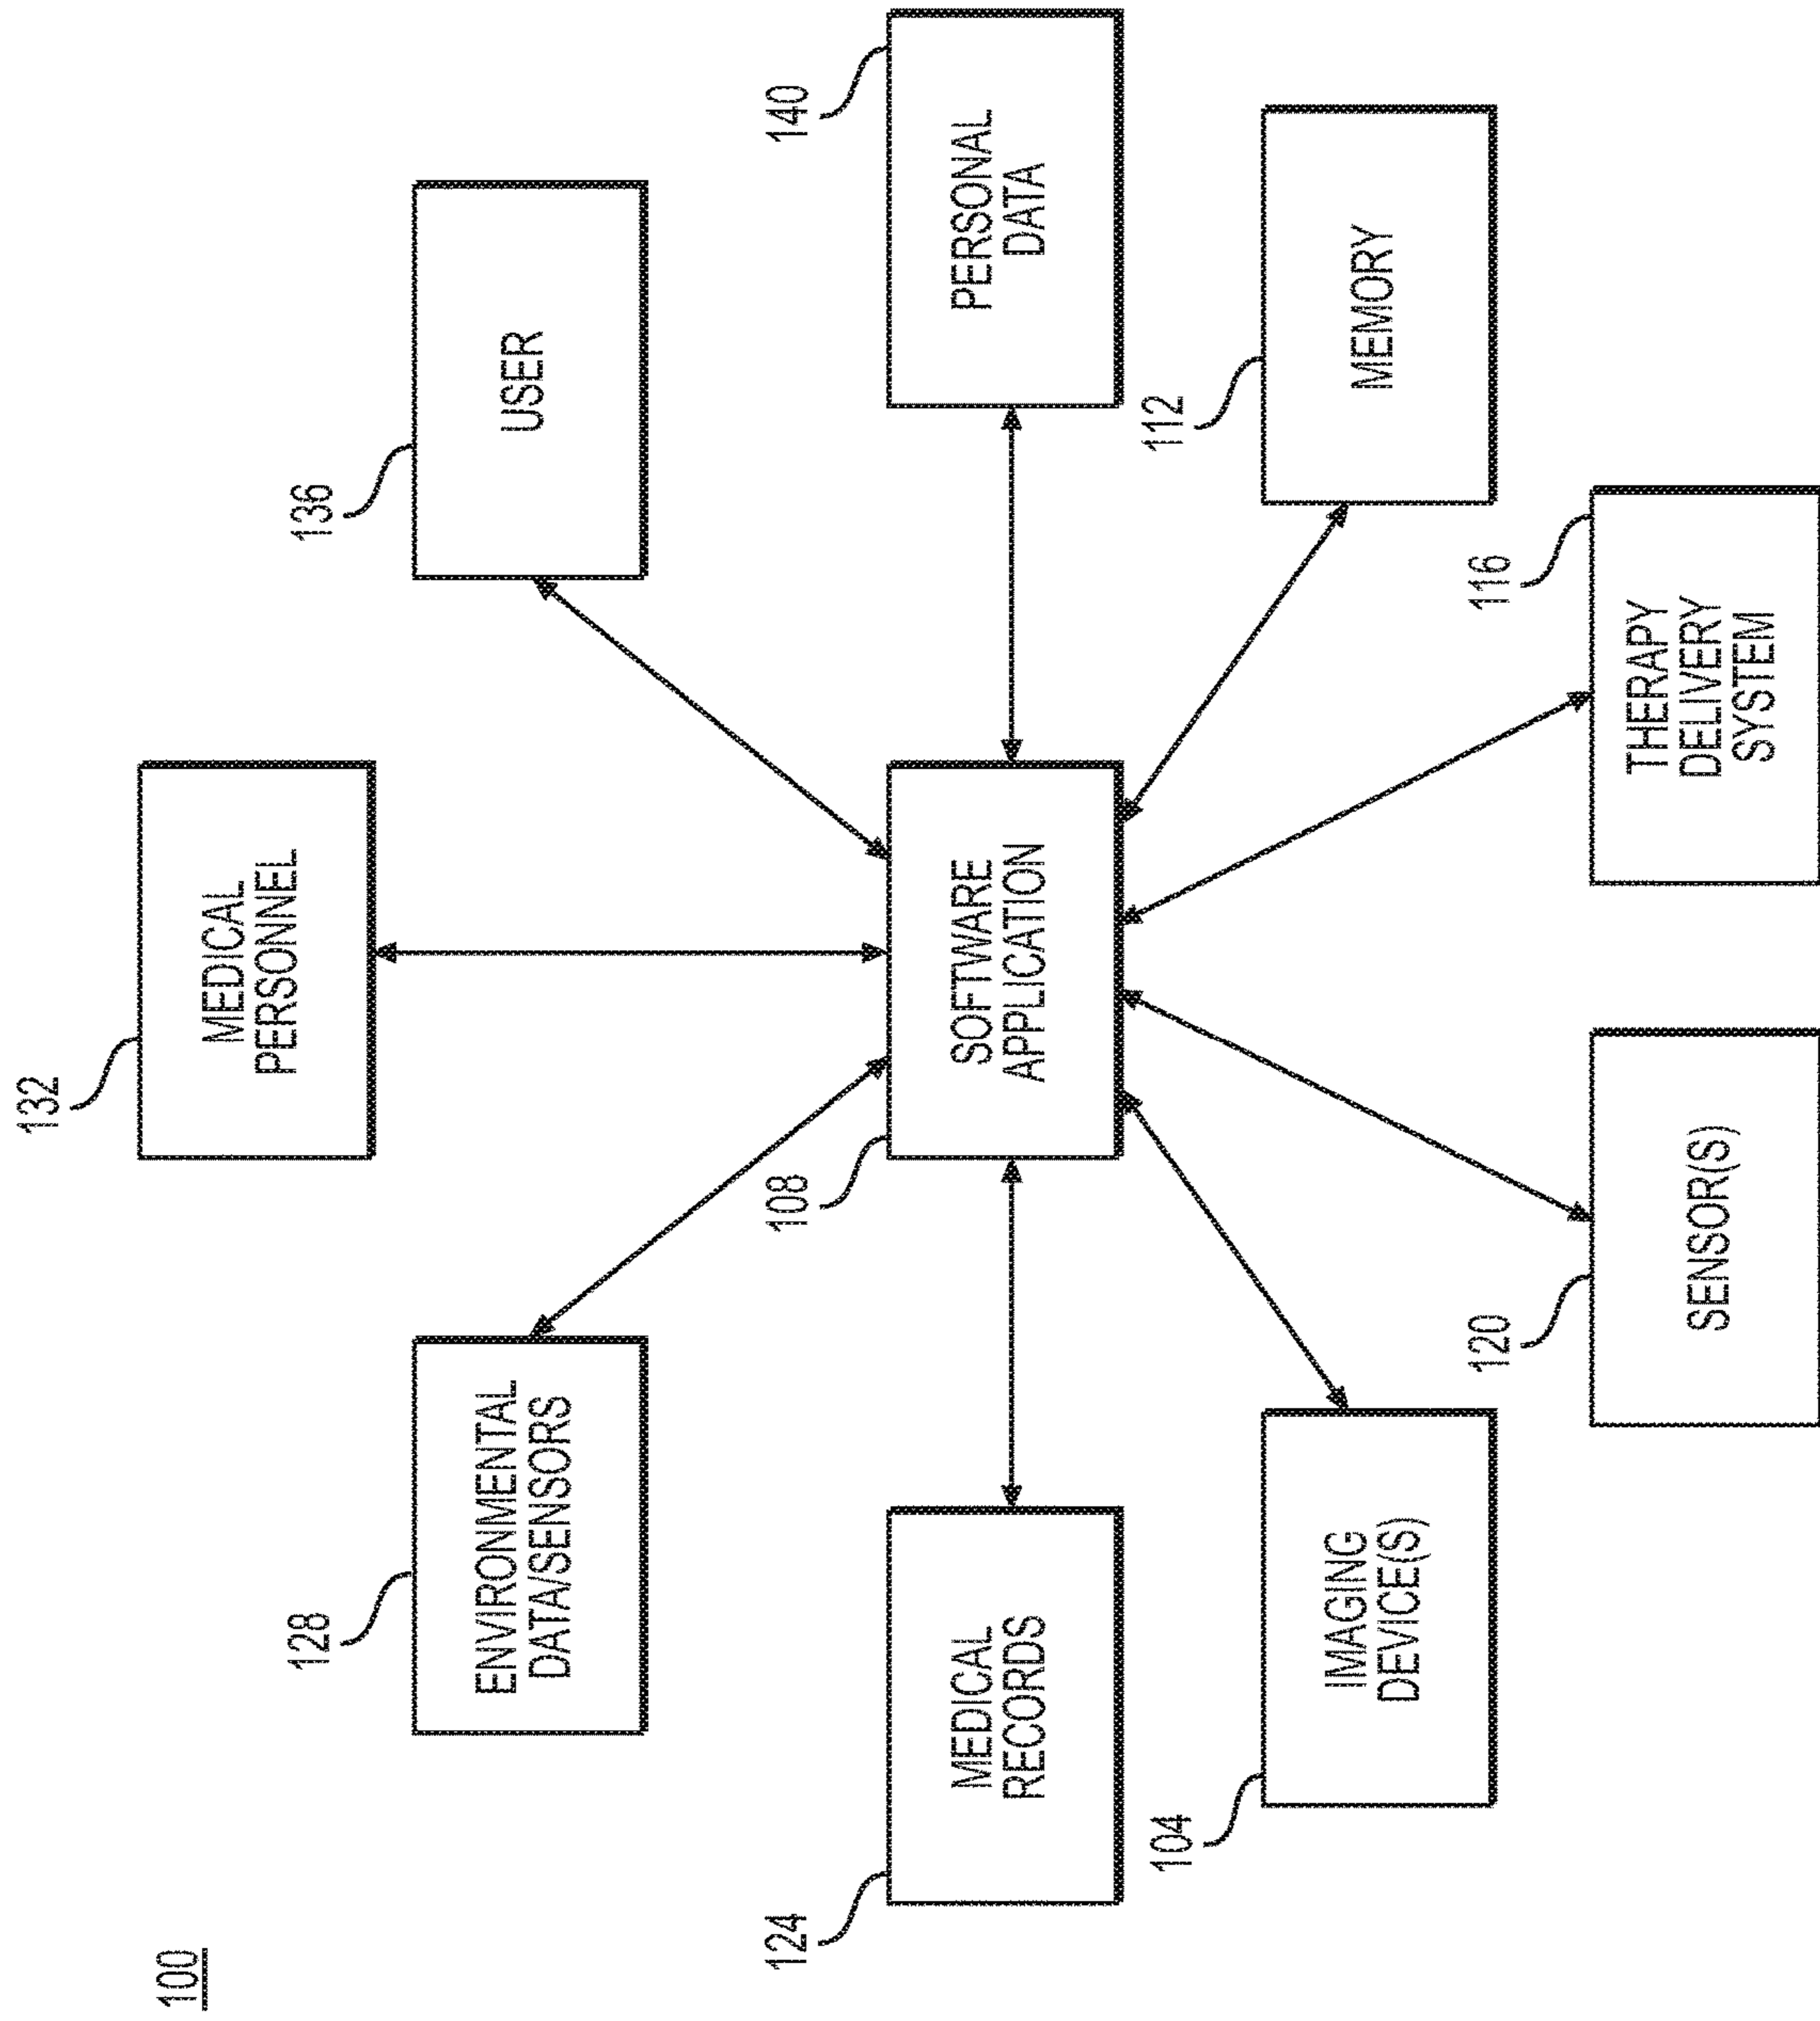 100
132
MEDICAL
PERSONNEL
128
ENVIRONMENTAL
DATA/SENSORS
136
USER
124
MEDICAL
RECORDS
108
SOFTWARE
APPLICATION
140
PERSONAL
DATA
104
IMAGING
DEVICE(S)
112
MEMORY
120
SENSOR(S)
116
THERAPY
DELIVERY
SYSTEM